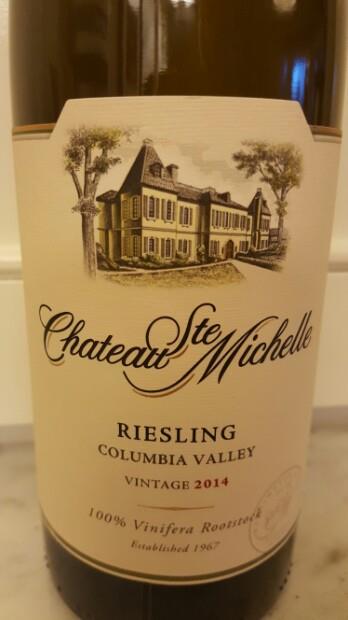 Chateau Ste Michelle
RIESLING
COLUMBIA VALLEY
VINTAGE 2014
100% Vinifera Rootstock
Established 1967